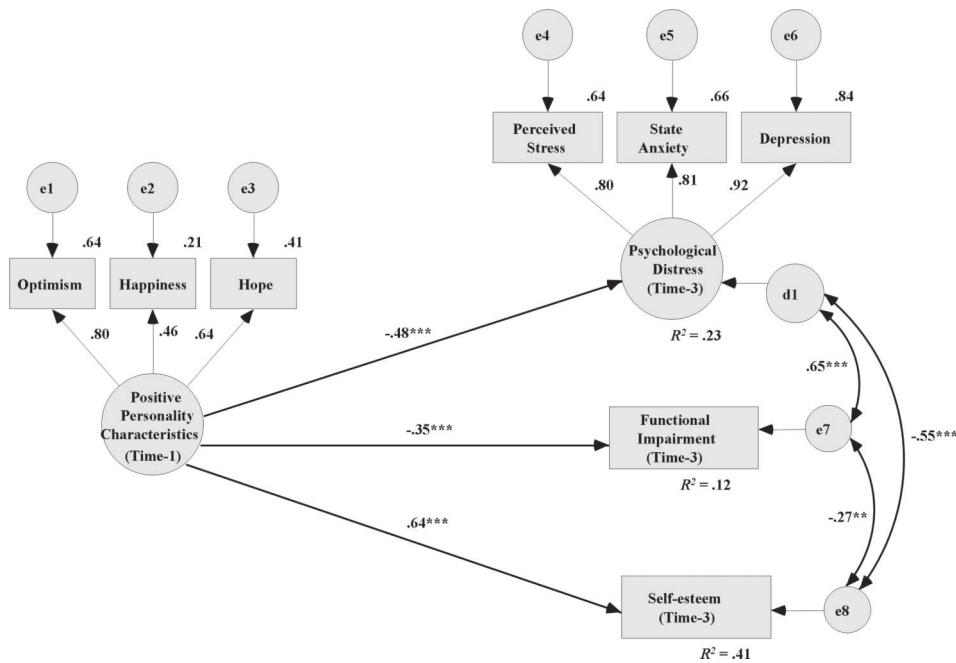 e4
e5
e6
.64
.66
.84
Perceived
Stress
State
Anxiety
Depression
.80
.81
.92
e1
e2
e3
.64
.21
.41
Optimism
Happiness
Hope
.80
.46
.64
Psychological
Distress
(Time-3)
d1
R² = .23
-.48***
.65***
Positive
Personality
Characteristics
(Time-1)
Functional
Impairment
(Time-3)
e7
-.35***
-.55***
R² = .12
.64***
-.27**
Self-esteem
(Time-3)
e8
R² = .41